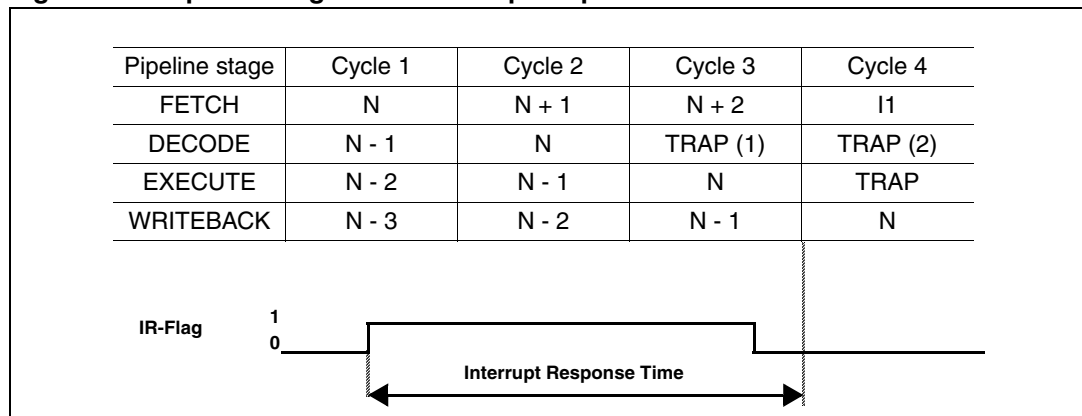 Pipeline stage Cycle 1 Cycle 2 Cycle 3 Cycle 4
FETCH N N + 1 N + 2 I1
DECODE N - 1 N TRAP (1) TRAP (2)
EXECUTE N - 2 N - 1 N TRAP
WRITEBACK N - 3 N - 2 N - 1 N
IR-Flag 1
0
Interrupt Response Time